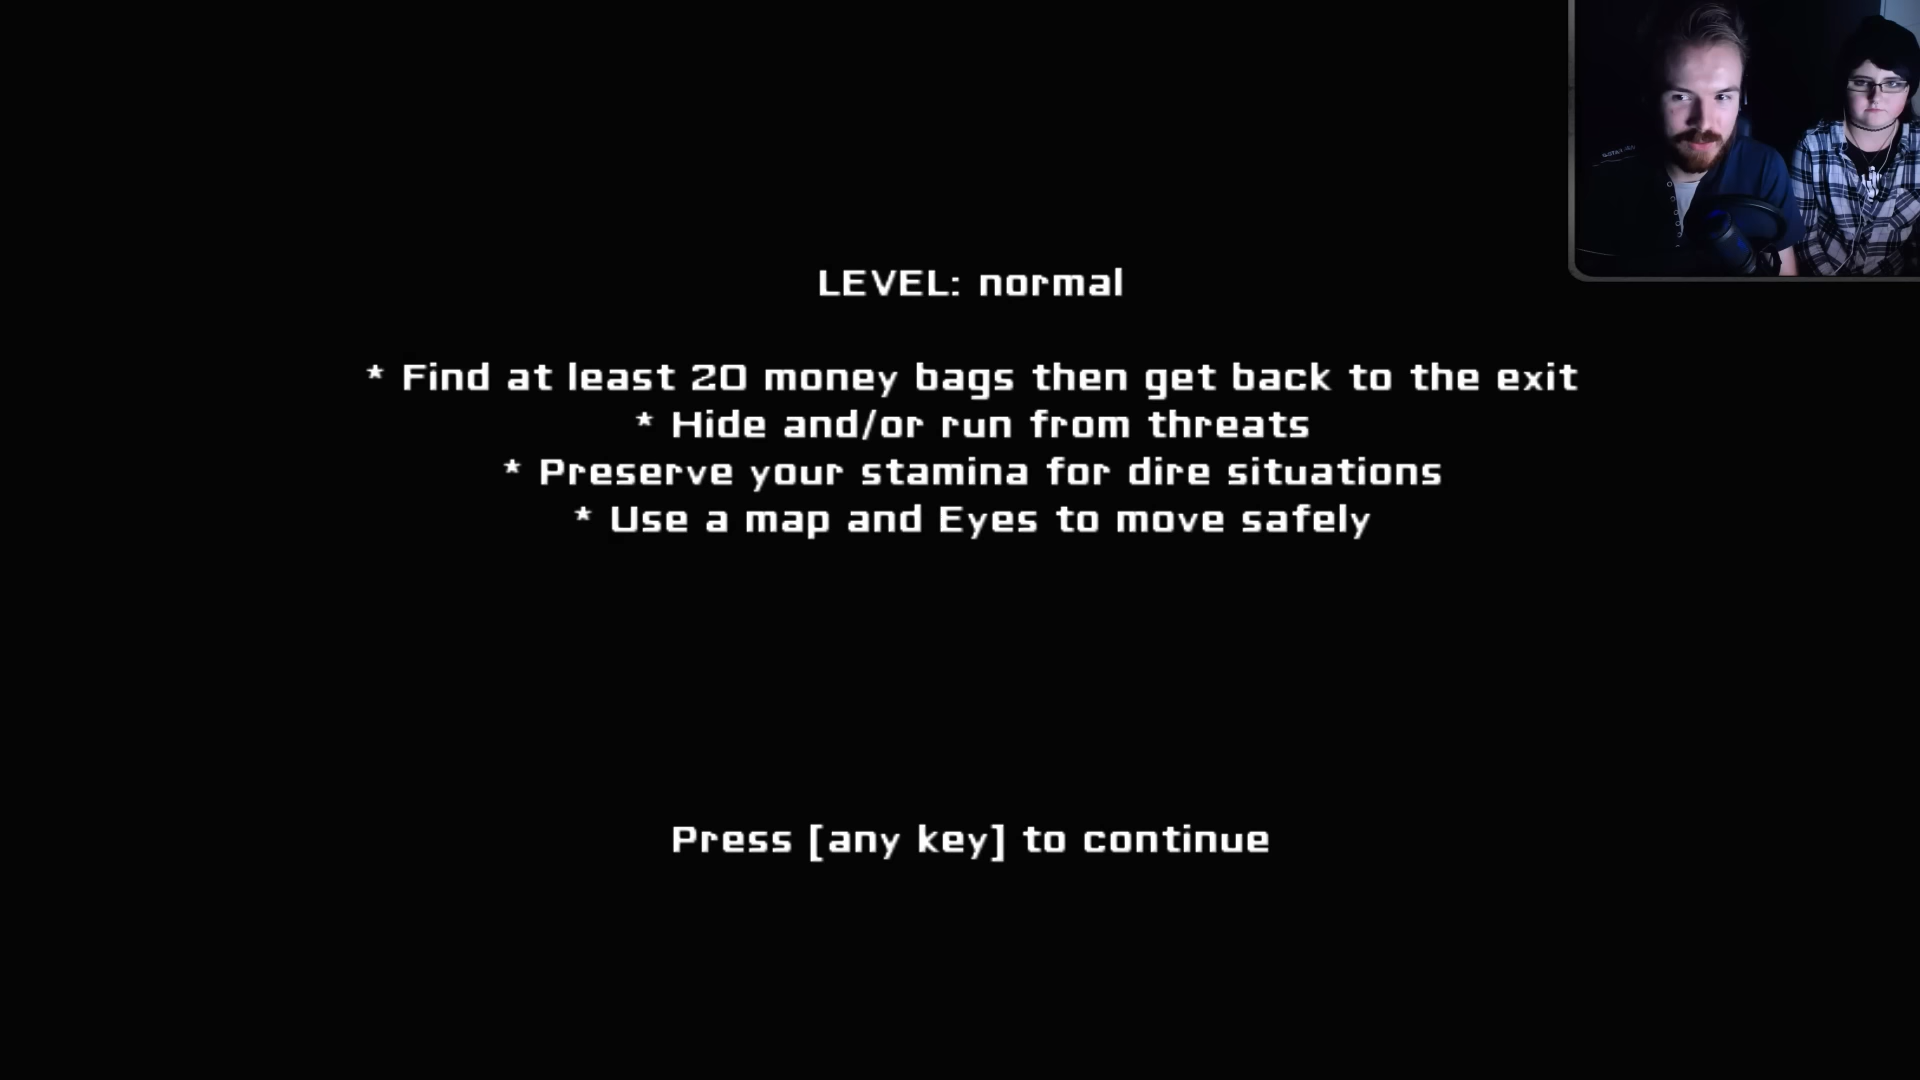 LEVEL: normal
* Find at least 20 money bags then get back to the exit
* Hide and/or run from threats
* Preserve your stamina for dire situations
* Use a map and Eyes to move safely
Press [any key] to continue